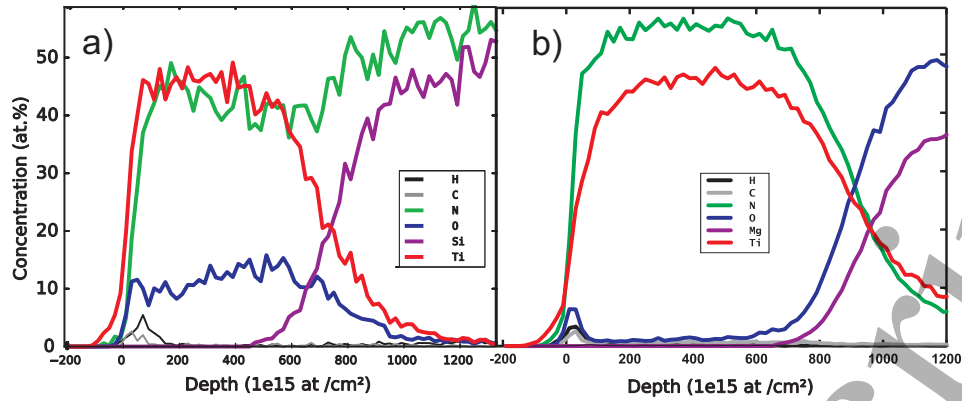 a)
b)
Concentration (at.%)
50
40
30
20
10
0
H
C
N
O
Si
Ti
H
C
N
O
Mg
Ti
-200 0 200 400 600 800 1000 1200
-200 0 200 400 600 800 1000 1200
Depth (1e15 at /cm²)
Depth (1e15 at /cm²)